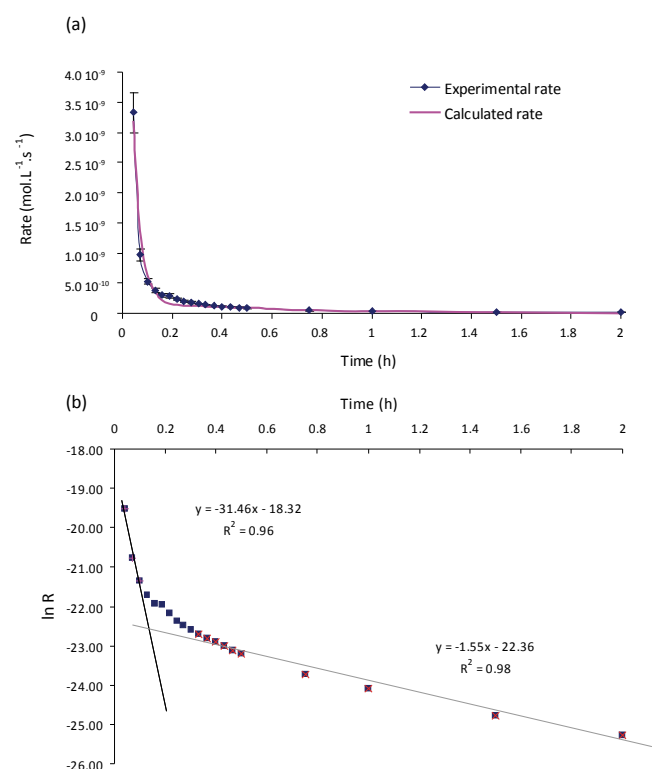 (a)
4.0 10⁻⁹
3.5 10⁻⁹
3.0 10⁻⁹
2.5 10⁻⁹
2.0 10⁻⁹
1.5 10⁻⁹
1.0 10⁻⁹
5.0 10⁻¹⁰
0
Rate (mol.L⁻¹.s⁻¹)
Experimental rate
Calculated rate
0 0.2 0.4 0.6 0.8 1.0 1.2 1.4 1.6 1.8 2
Time (h)
(b)
Time (h)
0 0.2 0.4 0.6 0.8 1 1.2 1.4 1.6 1.8 2
-18.00
-19.00
-20.00
-21.00
-22.00
-23.00
-24.00
-25.00
-26.00
ln R
y = -31.46x - 18.32
R² = 0.96
y = -1.55x - 22.36
R² = 0.98